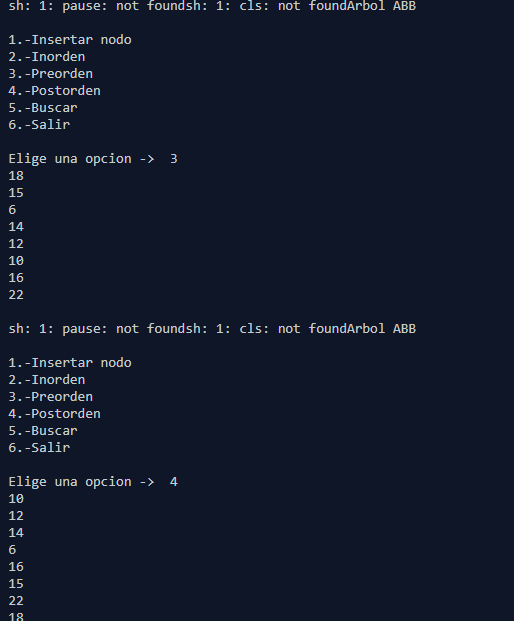 sh: 1: pause: not foundsh: 1: cls: not foundArbol ABB
1.-Insertar nodo
2.-Inorden
3.-Preorden
4.-Postorden
5.-Buscar
6.-Salir
Elige una opcion ->  3
18
15
6
14
12
10
16
22
sh: 1: pause: not foundsh: 1: cls: not foundArbol ABB
1.-Insertar nodo
2.-Inorden
3.-Preorden
4.-Postorden
5.-Buscar
6.-Salir
Elige una opcion ->  4
10
12
14
6
16
15
22
18